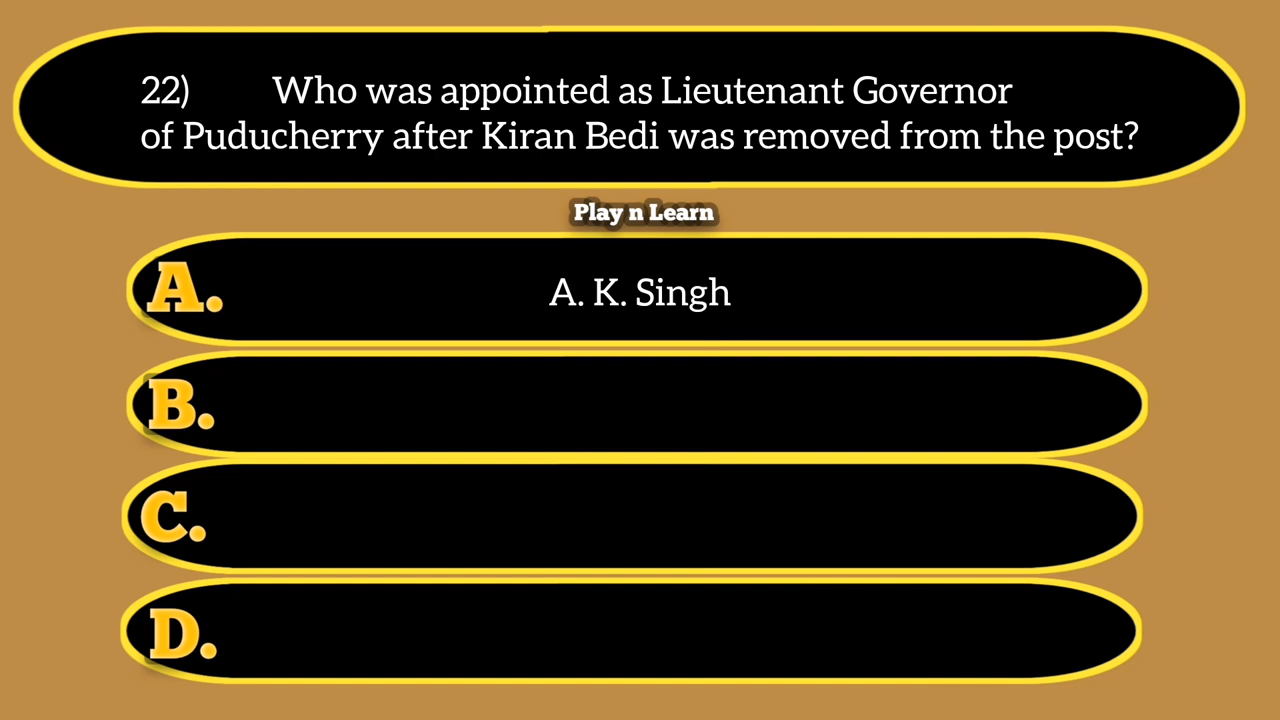 22) Who was appointed as Lieutenant Governor
of Puducherry after Kiran Bedi was removed from the post?
Play n Learn
A. A. K. Singh
B.
C.
D.